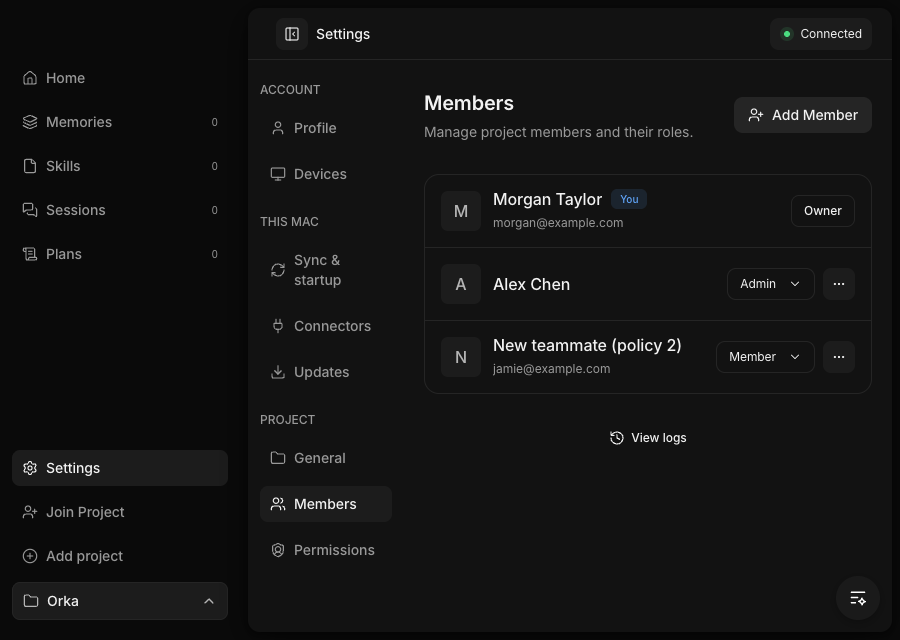 Home
Memories 0
Skills 0
Sessions 0
Plans 0
Settings
Join Project
Add project
Orka
Settings
Connected
ACCOUNT
Profile
Devices
THIS MAC
Sync &
startup
Connectors
Updates
PROJECT
General
Members
Permissions
Members
Manage project members and their roles.
Add Member
M
Morgan Taylor You
morgan@example.com
Owner
A
Alex Chen
Admin
N
New teammate (policy 2)
jamie@example.com
Member
View logs